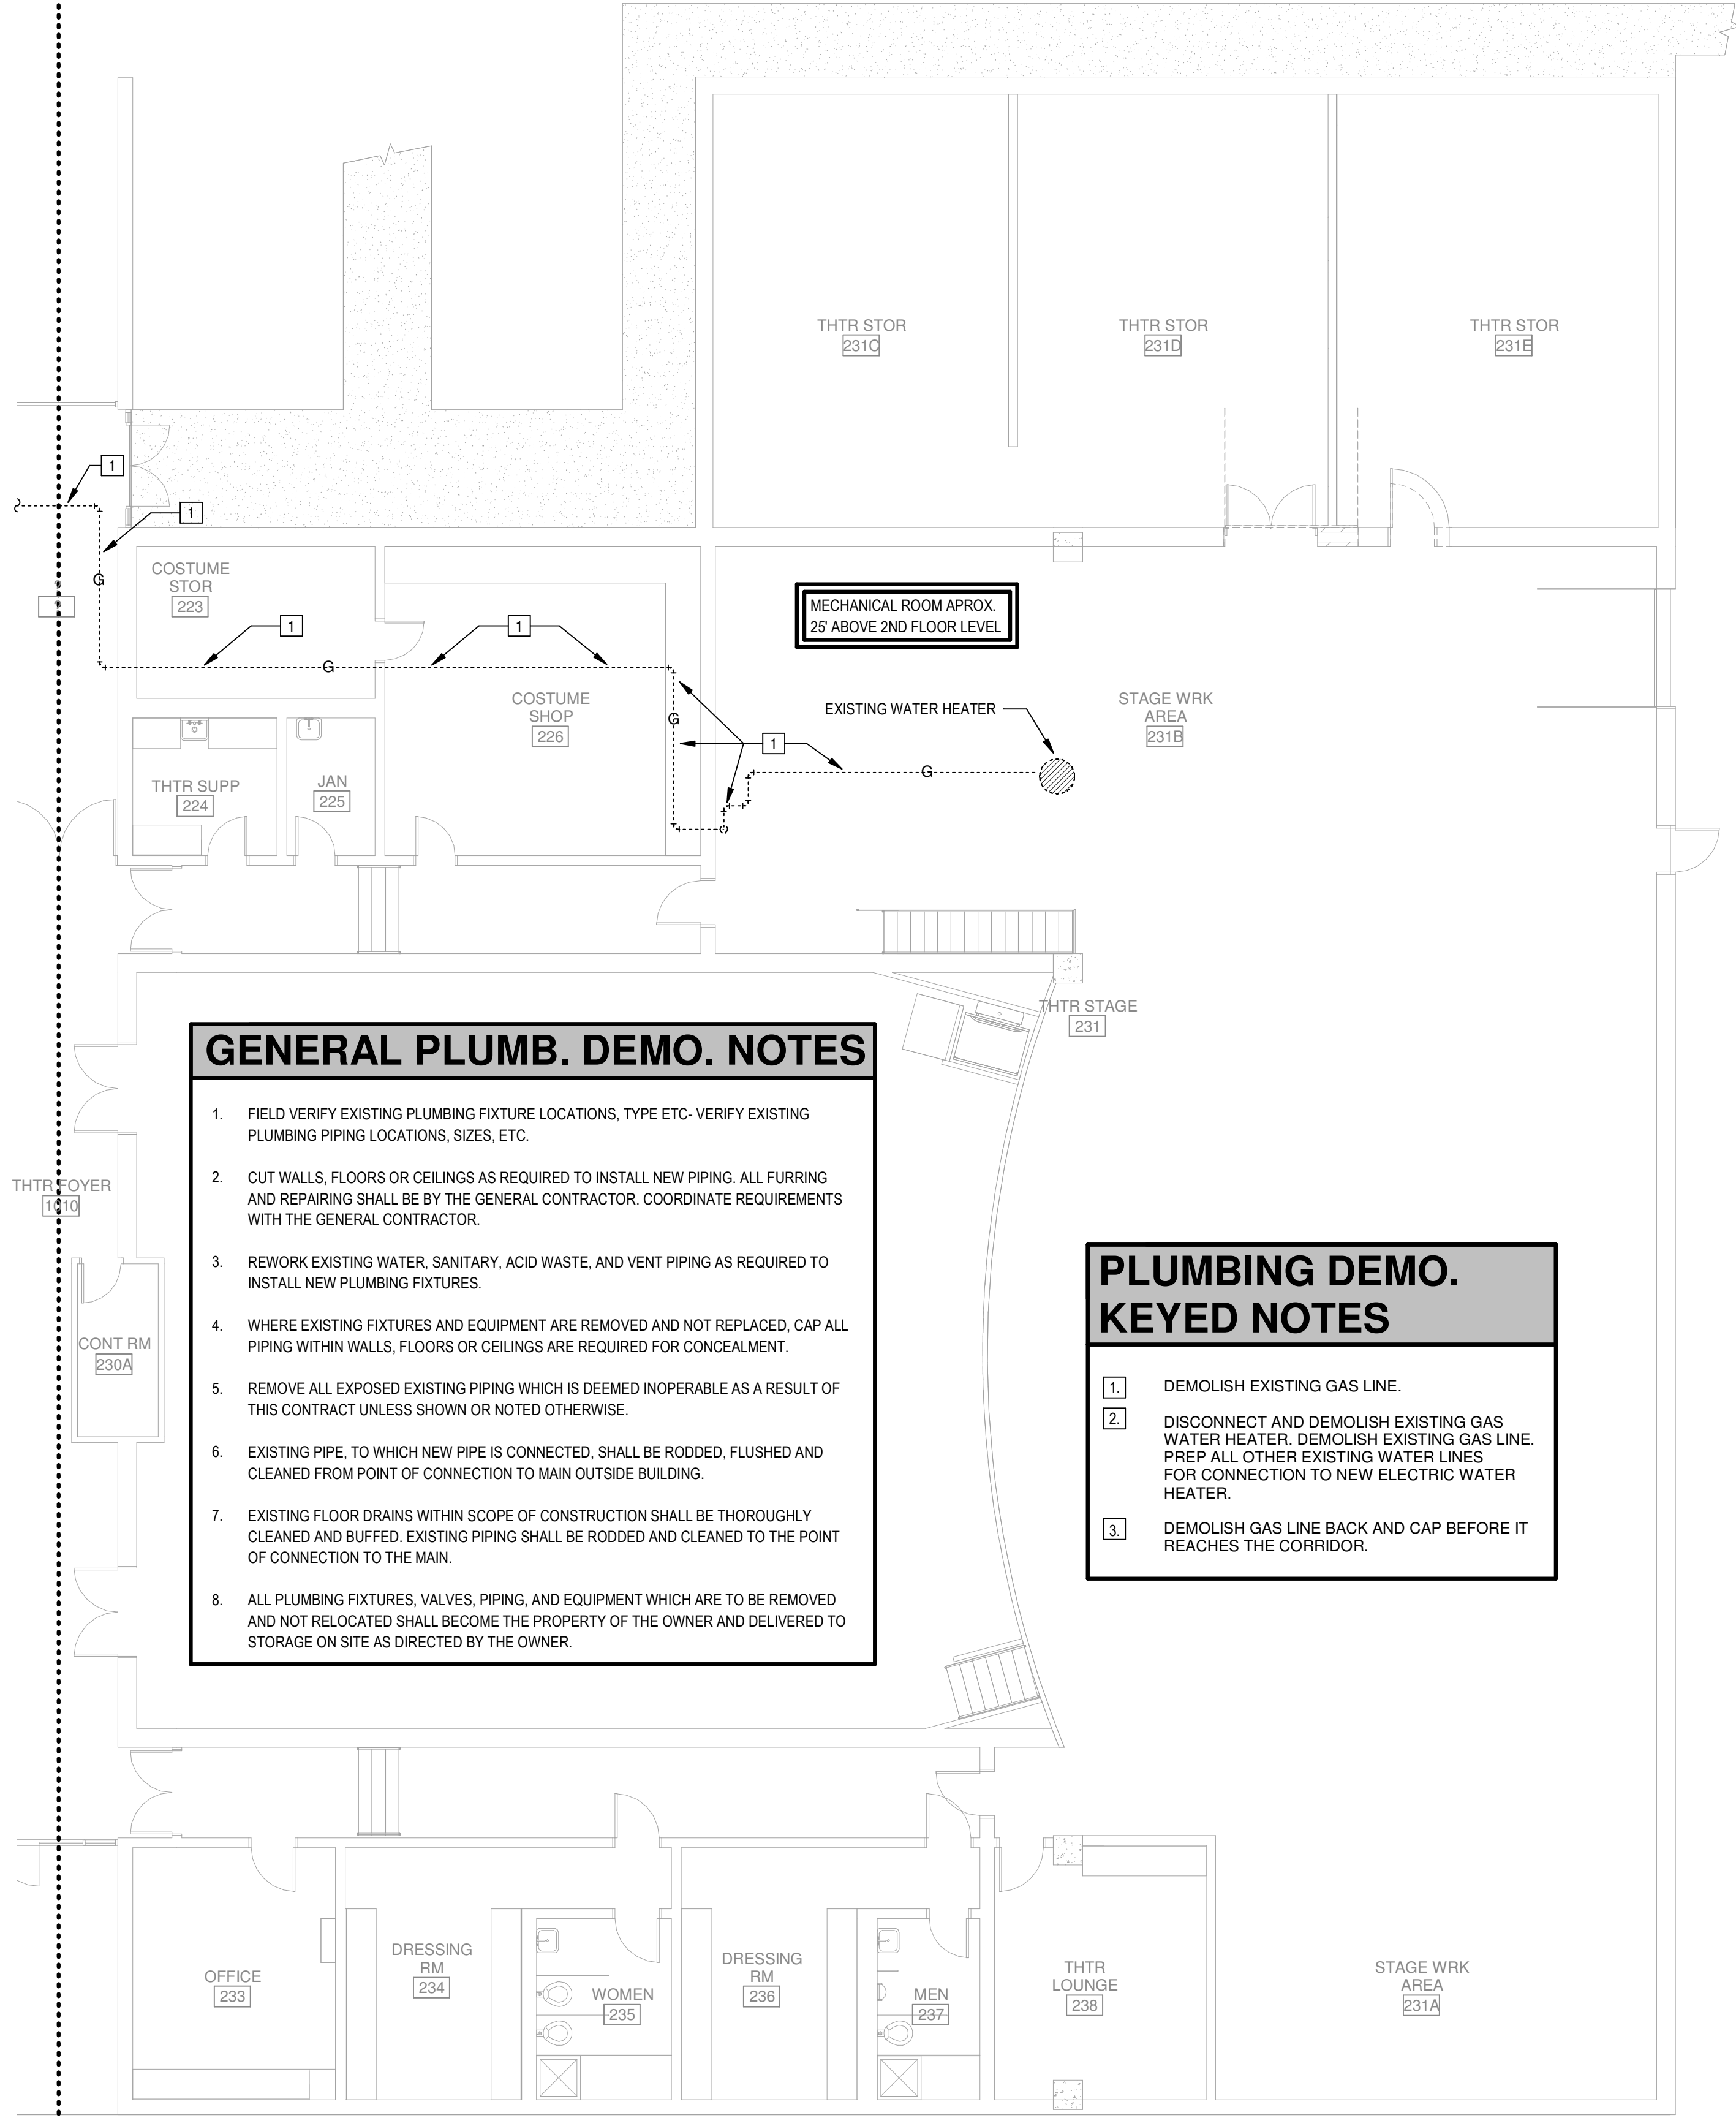 THTR STOR
231C
THTR STOR
231D
THTR STOR
231E
1
1
G
?
?
COSTUME
STOR
223
1
G
1
MECHANICAL ROOM APROX.
25' ABOVE 2ND FLOOR LEVEL
COSTUME
SHOP
226
G
1
EXISTING WATER HEATER
G
STAGE WRK
AREA
231B
THTR SUPP
224
JAN
225
THTR STAGE
231
GENERAL PLUMB. DEMO. NOTES
1. FIELD VERIFY EXISTING PLUMBING FIXTURE LOCATIONS, TYPE ETC- VERIFY EXISTING
PLUMBING PIPING LOCATIONS, SIZES, ETC.
2. CUT WALLS, FLOORS OR CEILINGS AS REQUIRED TO INSTALL NEW PIPING. ALL FURRING
AND REPAIRING SHALL BE BY THE GENERAL CONTRACTOR. COORDINATE REQUIREMENTS
WITH THE GENERAL CONTRACTOR.
3. REWORK EXISTING WATER, SANITARY, ACID WASTE, AND VENT PIPING AS REQUIRED TO
INSTALL NEW PLUMBING FIXTURES.
4. WHERE EXISTING FIXTURES AND EQUIPMENT ARE REMOVED AND NOT REPLACED, CAP ALL
PIPING WITHIN WALLS, FLOORS OR CEILINGS ARE REQUIRED FOR CONCEALMENT.
5. REMOVE ALL EXPOSED EXISTING PIPING WHICH IS DEEMED INOPERABLE AS A RESULT OF
THIS CONTRACT UNLESS SHOWN OR NOTED OTHERWISE.
6. EXISTING PIPE, TO WHICH NEW PIPE IS CONNECTED, SHALL BE RODDED, FLUSHED AND
CLEANED FROM POINT OF CONNECTION TO MAIN OUTSIDE BUILDING.
7. EXISTING FLOOR DRAINS WITHIN SCOPE OF CONSTRUCTION SHALL BE THOROUGHLY
CLEANED AND BUFFED. EXISTING PIPING SHALL BE RODDED AND CLEANED TO THE POINT
OF CONNECTION TO THE MAIN.
8. ALL PLUMBING FIXTURES, VALVES, PIPING, AND EQUIPMENT WHICH ARE TO BE REMOVED
AND NOT RELOCATED SHALL BECOME THE PROPERTY OF THE OWNER AND DELIVERED TO
STORAGE ON SITE AS DIRECTED BY THE OWNER.
THTR FOYER
1010
CONT RM
230A
PLUMBING DEMO.
KEYED NOTES
1. DEMOLISH EXISTING GAS LINE.
2. DISCONNECT AND DEMOLISH EXISTING GAS
WATER HEATER. DEMOLISH EXISTING GAS LINE.
PREP ALL OTHER EXISTING WATER LINES
FOR CONNECTION TO NEW ELECTRIC WATER
HEATER.
3. DEMOLISH GAS LINE BACK AND CAP BEFORE IT
REACHES THE CORRIDOR.
OFFICE
233
DRESSING
RM
234
WOMEN
235
DRESSING
RM
236
MEN
237
THTR
LOUNGE
238
STAGE WRK
AREA
231A